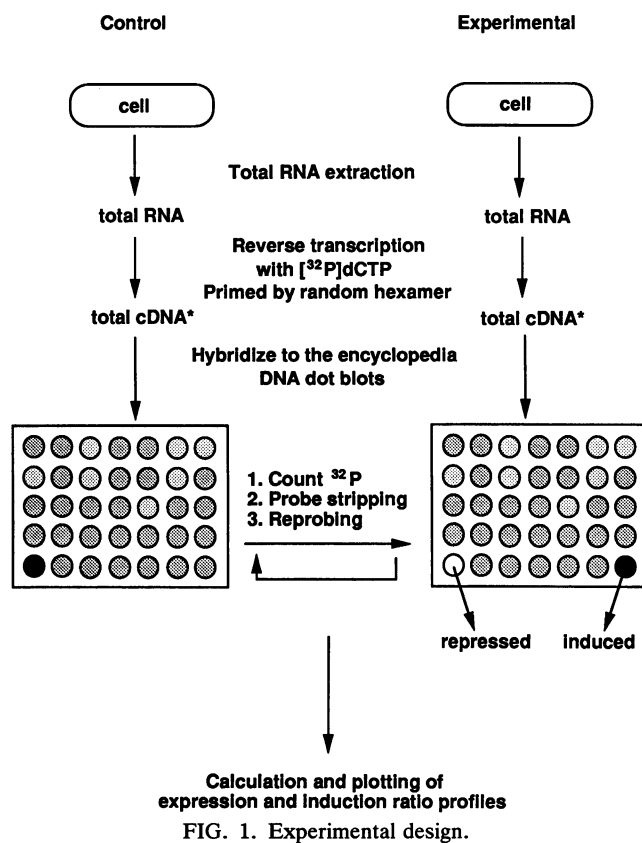 Control
Experimental
cell
cell
Total RNA extraction
total RNA
total RNA
Reverse transcription
with [³²P]dCTP
Primed by random hexamer
total cDNA*
total cDNA*
Hybridize to the encyclopedia
DNA dot blots
1. Count ³²P
2. Probe stripping
3. Reprobing
repressed
induced
Calculation and plotting of
expression and induction ratio profiles
FIG. 1. Experimental design.